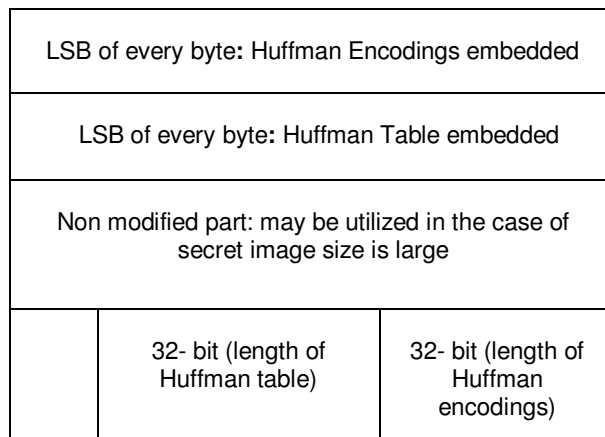 LSB of every byte: Huffman Encodings embedded
LSB of every byte: Huffman Table embedded
Non modified part: may be utilized in the case of
secret image size is large
32- bit (length of
Huffman table)
32- bit (length of
Huffman
encodings)